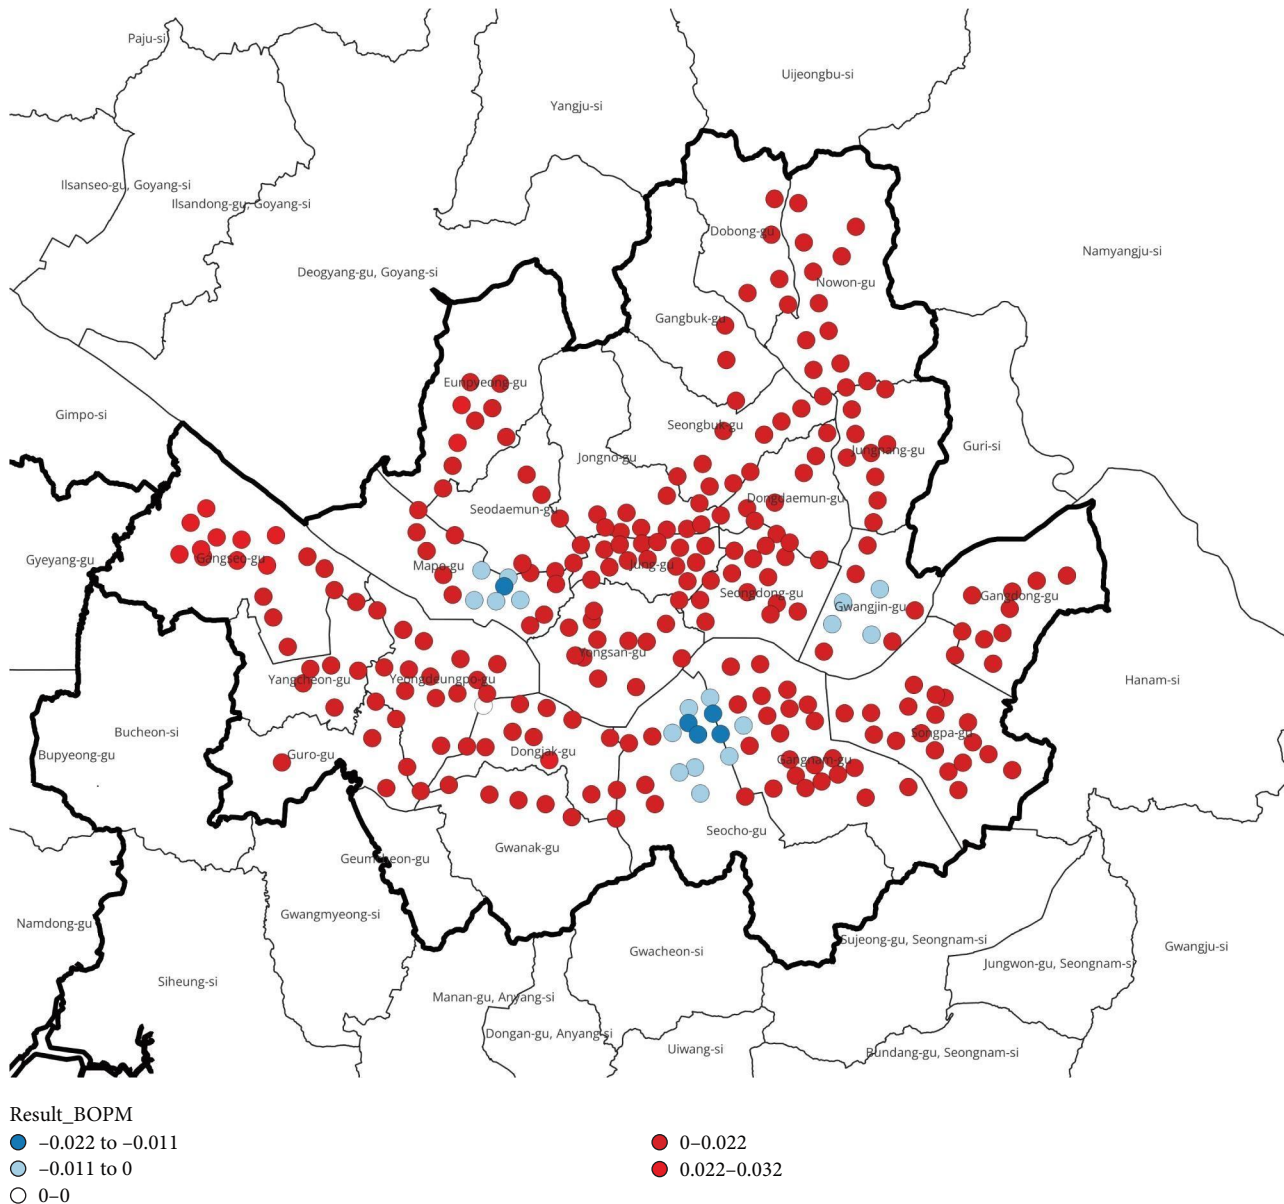 Paju-si
Uijeongbu-si
Yangju-si
Ilsanseo-gu, Goyang-si
Ilsandong-gu, Goyang-si
Dobong-gu
Namyangju-si
Deogyang-gu, Goyang-si
Nowon-gu
Gangbuk-gu
Eunpyeong-gu
Gimpo-si
Seongbuk-gu
Jongno-gu
Jungnang-gu
Guri-si
Dongdaemun-gu
Seodaemun-gu
Gyeyang-gu
Gangseo-gu
Mapo-gu
Jung-gu
Seongdong-gu
Gwangjin-gu
Gangdong-gu
Yongsan-gu
Yangcheon-gu
Yeongdeungpo-gu
Hanam-si
Bucheon-si
Songpa-gu
Bupyeong-gu
Guro-gu
Dongjak-gu
Gangnam-gu
Seocho-gu
Gwanak-gu
Geumcheon-gu
Gwangmyeong-si
Namdong-gu
Sujeong-gu, Seongnam-si
Gwangju-si
Gwacheon-si
Jungwon-gu, Seongnam-si
Siheung-si
Manan-gu, Anyang-si
Dongan-gu, Anyang-si
Uiwang-si
Bundang-gu, Seongnam-si
Result_BOPM
–0.022 to –0.011
–0.011 to 0
0–0
0–0.022
0.022–0.032